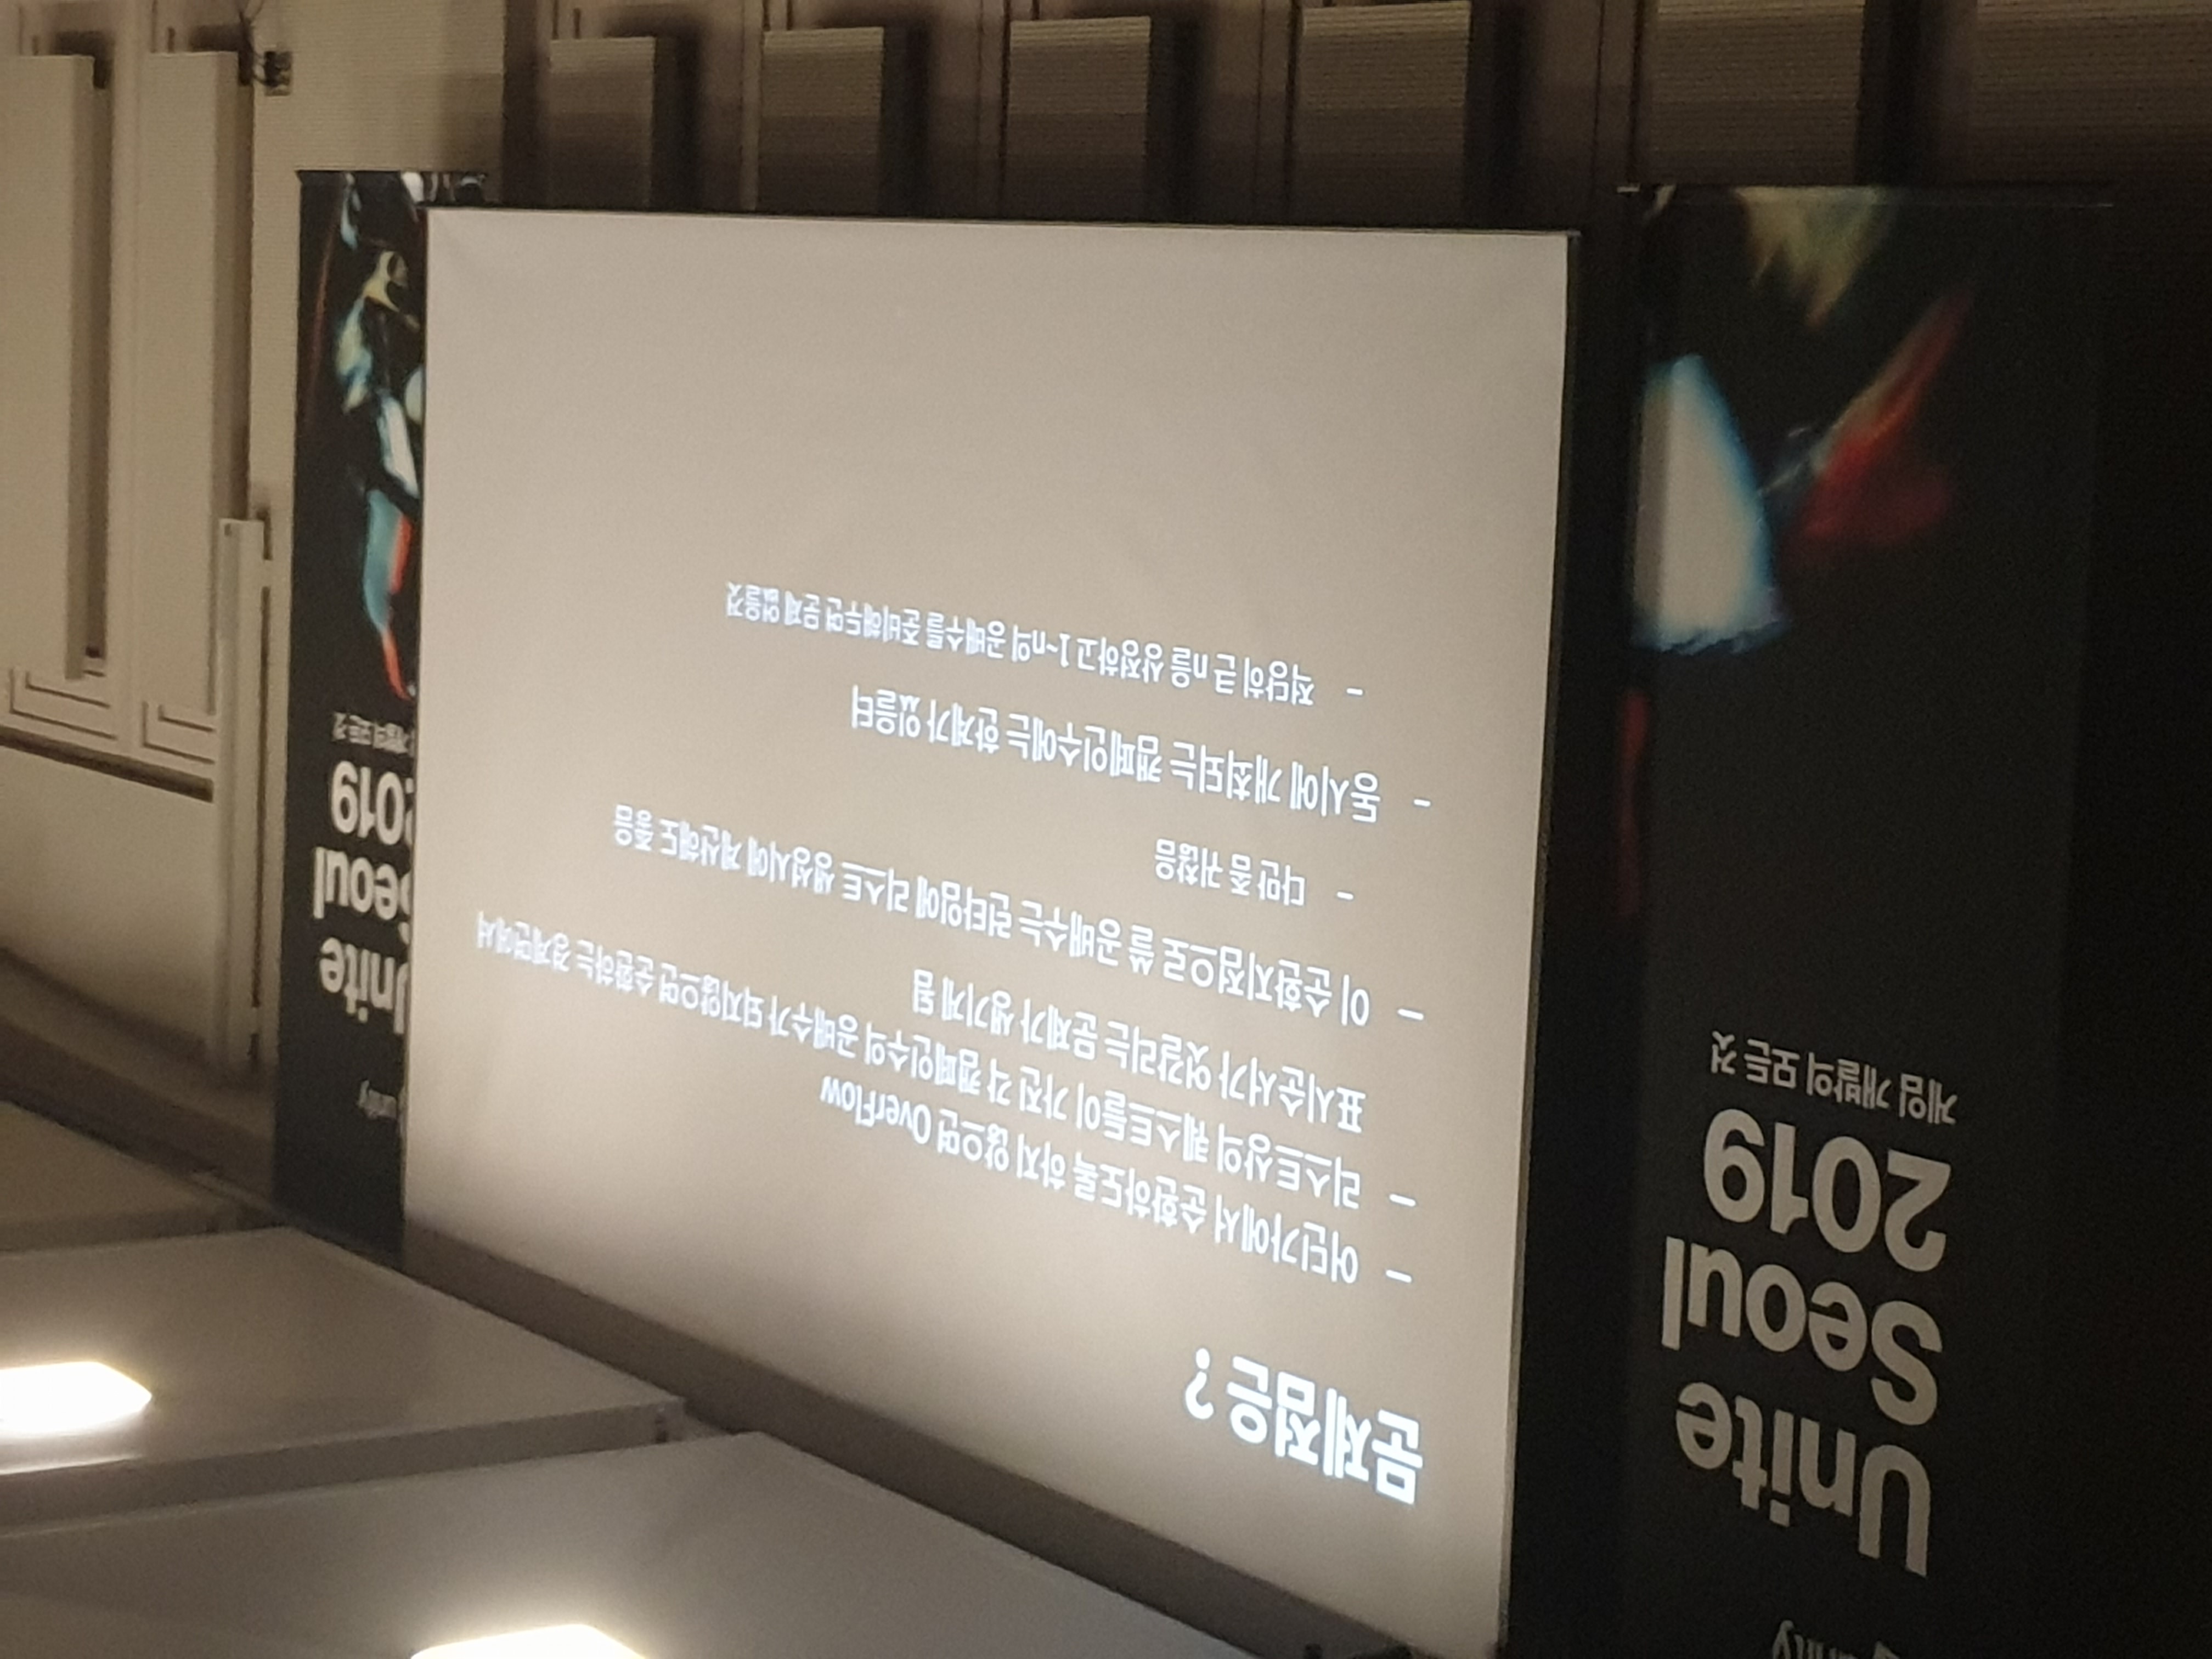 unity
Unite
Seoul
2019
게임 개발의 모든 것
문제점은 ?
– 어딘가에서 순환하도록 하지 않으면 OverFlow
– 리스트상의 퀘스트들이 가진 각 캠페인수의 공배수가 되지않으면 순환하는 경계면에서
표시순서가 엇갈리는 문제가 생기게 됨
– 이 순환지점으로 쓸 공배수는 런타임에 리스트 생성시에 계산해도 좋음
– 다만 좀 귀찮음
– 동시에 개최되는 캠페인수에는 한계가 있을터
– 적당히 큰 n을 상정하고 1~n의 공배수를 준비해두면 문제 없을것
unity
Unite
Seoul
2019
개발의 모든 것